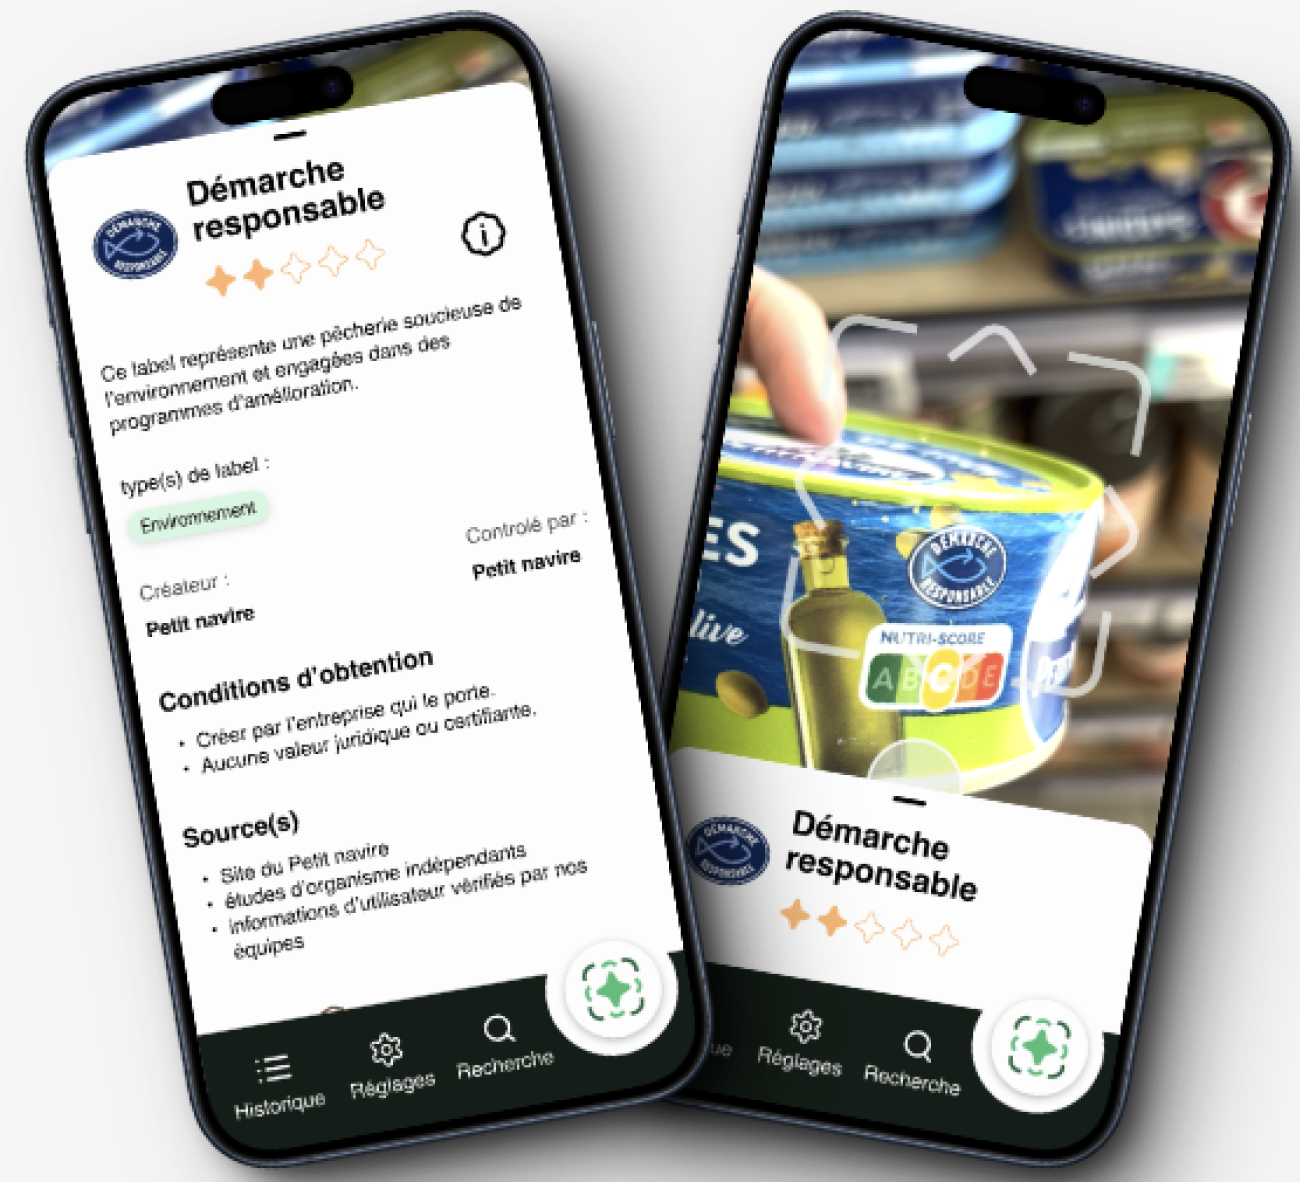 Démarche
responsable
DÉMARCHE
RESPONSABLE
Ce label représente une pêcherie soucieuse de
l'environnement et engagées dans des
programmes d'amélioration.
type(s) de label :
Environnement
Créateur :
Petit navire
Controlé par :
Petit navire
Conditions d'obtention
• Créer par l'entreprise qui le porte.
• Aucune valeur juridique ou certifiante.
Source(s)
• Site du Petit navire
• études d'organisme indépendants
• informations d'utilisateur vérifiés par nos
équipes
Historique
Réglages
Recherche
ES
live
DÉMARCHE
RESPONSABLE
NUTRI-SCORE
A B C D E
Démarche
responsable
DÉMARCHE
RESPONSABLE
ue
Réglages
Recherche